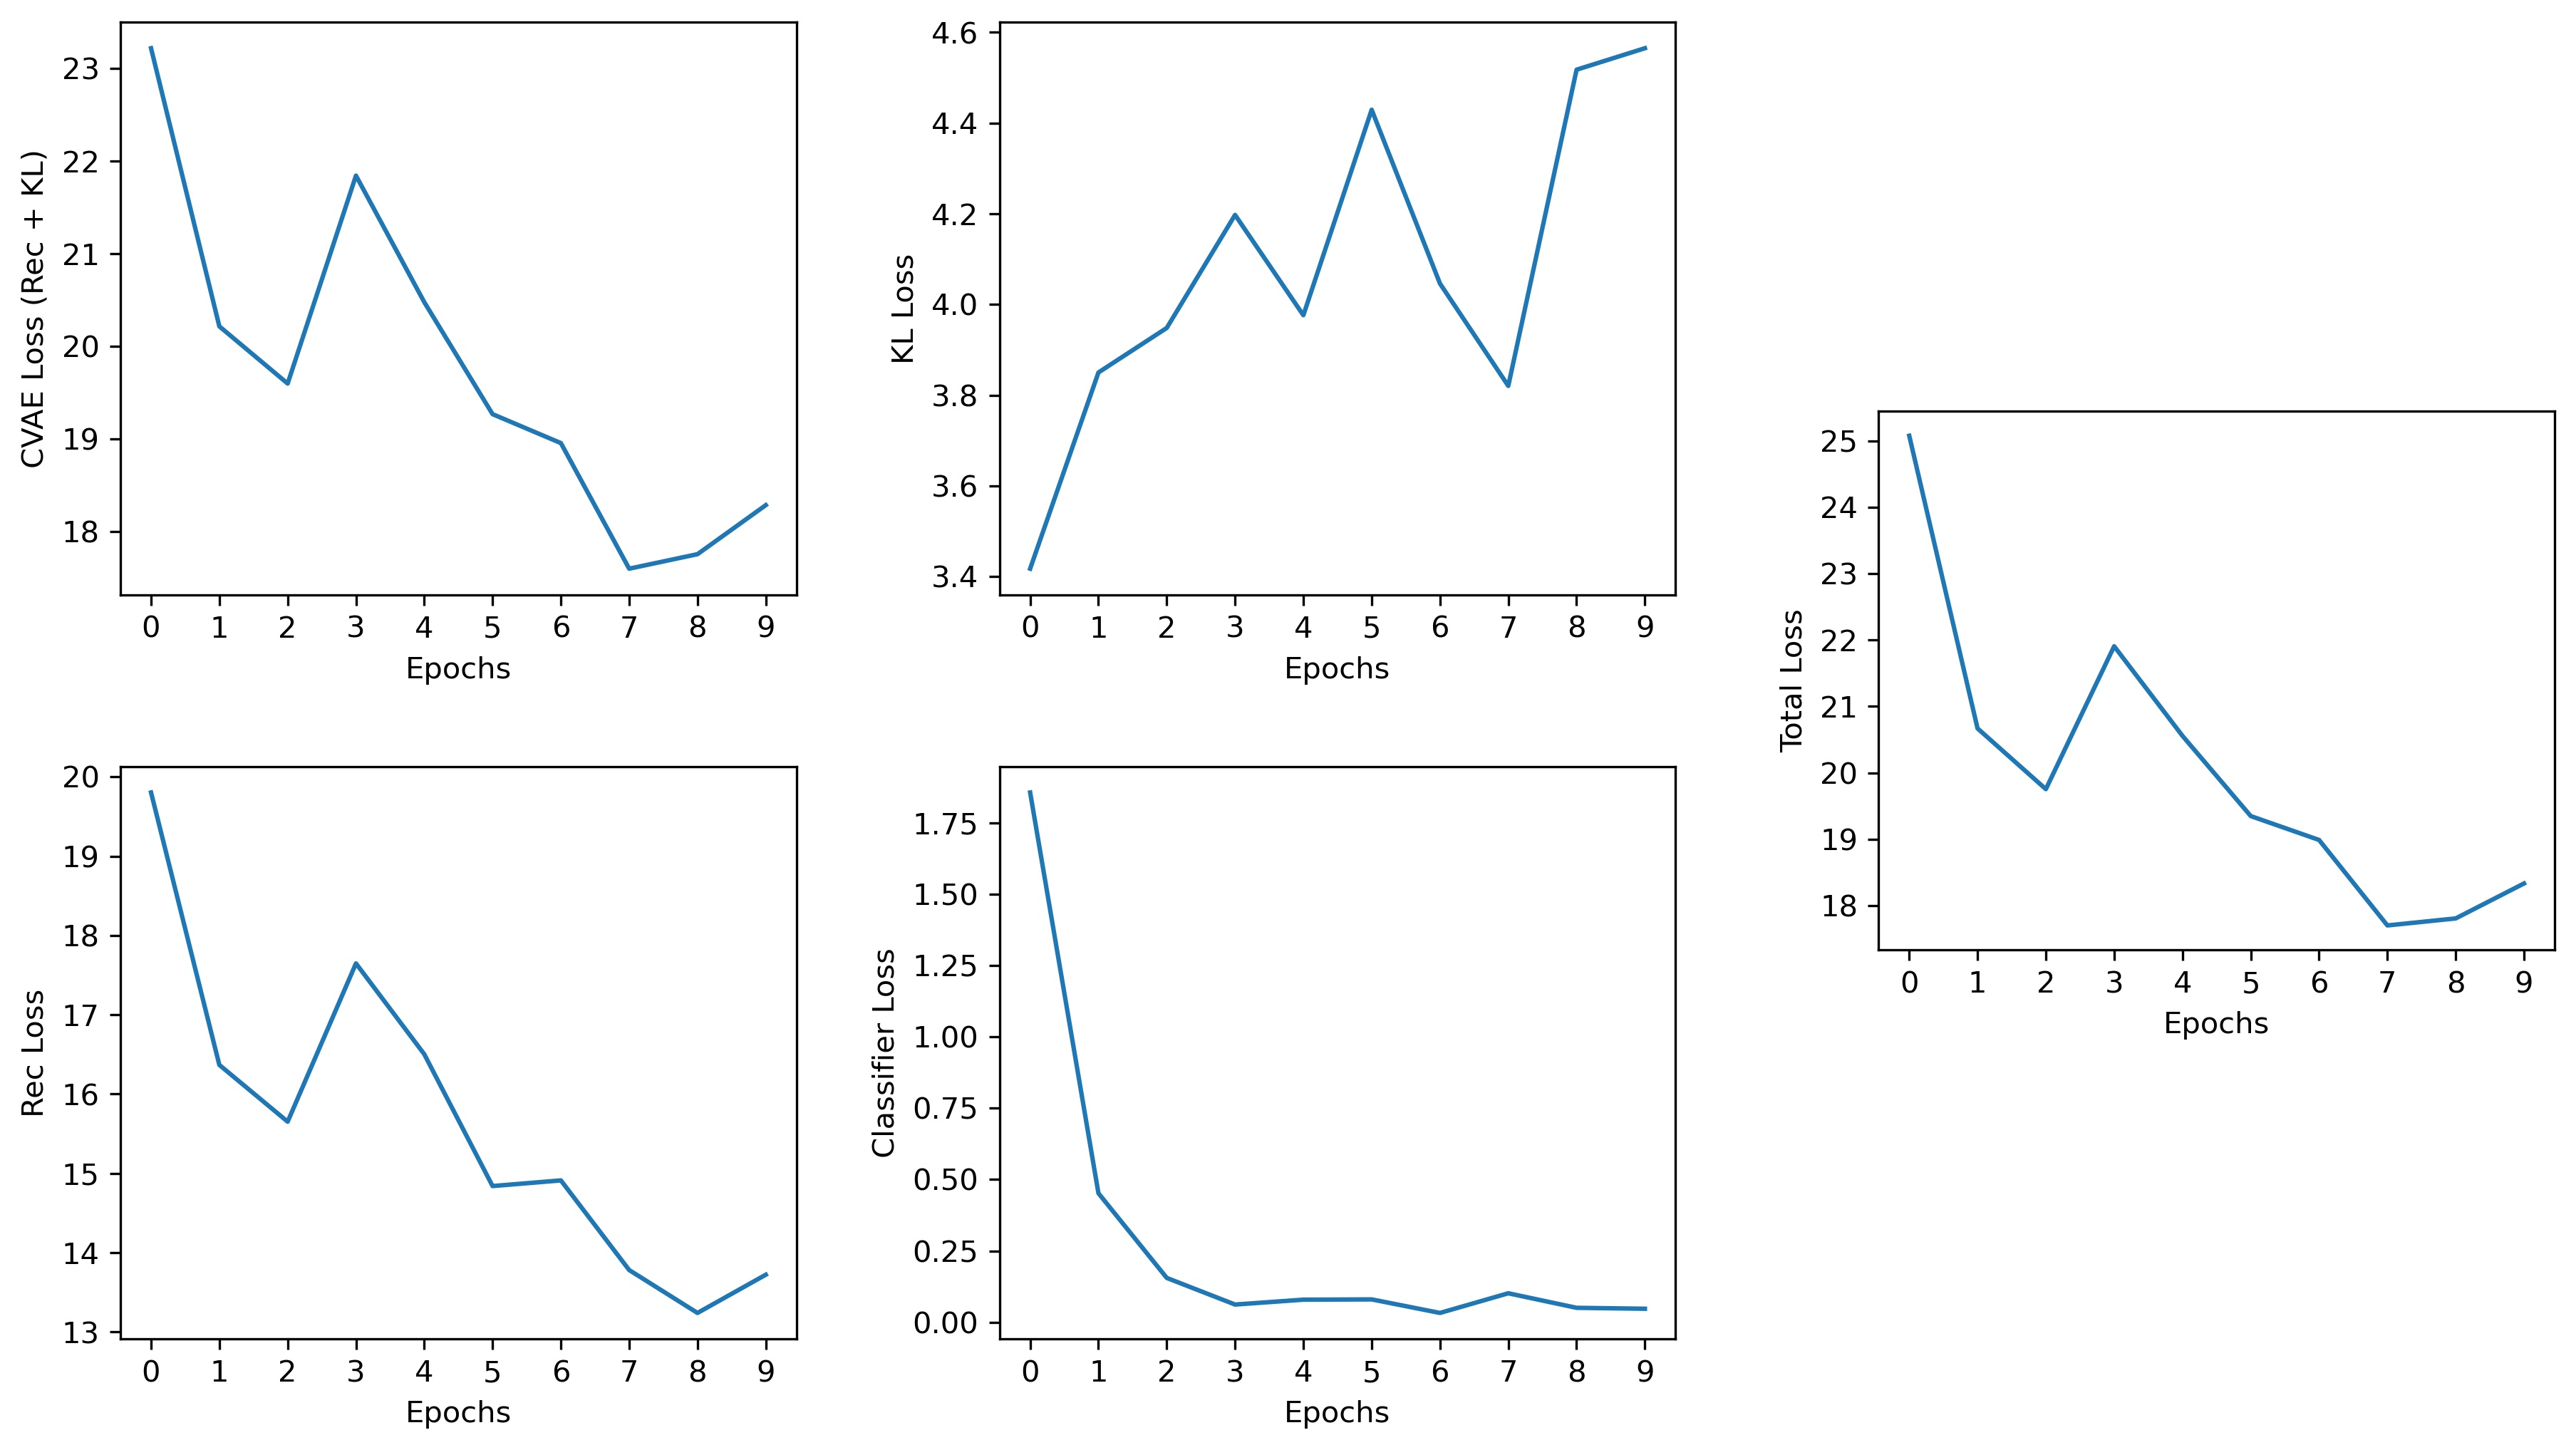 CVAE Loss (Rec + KL)
23
22
21
20
19
18
0 1 2 3 4 5 6 7 8 9
Epochs
KL Loss
4.6
4.4
4.2
4.0
3.8
3.6
3.4
0 1 2 3 4 5 6 7 8 9
Epochs
Rec Loss
20
19
18
17
16
15
14
13
0 1 2 3 4 5 6 7 8 9
Epochs
Classifier Loss
1.75
1.50
1.25
1.00
0.75
0.50
0.25
0.00
0 1 2 3 4 5 6 7 8 9
Epochs
Total Loss
25
24
23
22
21
20
19
18
0 1 2 3 4 5 6 7 8 9
Epochs